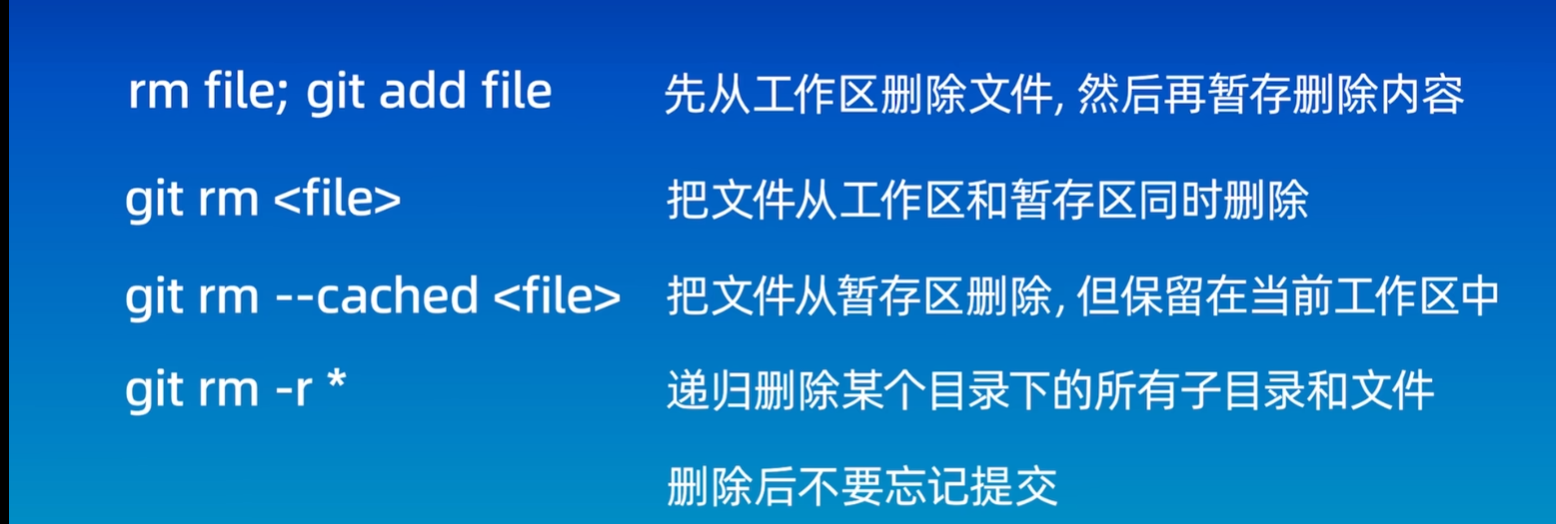 rm file; git add file 先从工作区删除文件, 然后再暂存删除内容
git rm <file> 把文件从工作区和暂存区同时删除
git rm --cached <file> 把文件从暂存区删除, 但保留在当前工作区中
git rm -r * 递归删除某个目录下的所有子目录和文件
删除后不要忘记提交